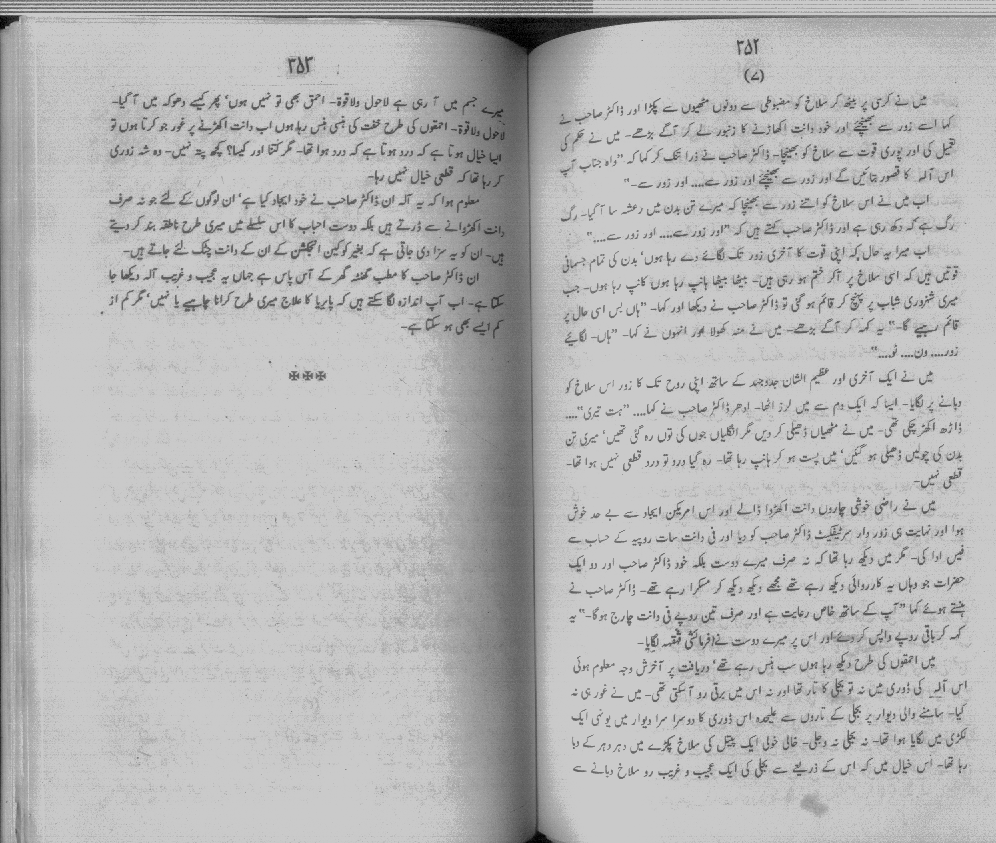 ۳۵۲
(۷)
میں نے کرسی پر بیٹھ کر سلاخ کو مضبوطی سے دونوں مٹھیوں سے پکڑا اور ڈاکٹر صاحب نے
کہا اسے زور سے بھینچئے اور خود دانت اکھاڑنے کا زنبور لے کر آگے بڑھے۔ میں نے حکم کی
تعمیل کی اور پوری قوت سے سلاخ کو بھینچا۔ ڈاکٹر صاحب نے ذرا تک کر کہا کہ "واہ جناب آپ
اس آلہ کا قصور بتائیں گے اور زور سے بھینچئے اور زور سے.... اور زور سے۔"
اب میں نے اس سلاخ کو اتنے زور سے بھینچا کہ میرے تن بدن میں رعشہ سا آگیا۔ رگ
رگ ہے کہ دکھ رہی ہے اور ڈاکٹر صاحب کہتے ہیں کہ "اور زور سے.... اور زور سے...."
اب میرا یہ حال کہ اپنی قوت کا آخری زور تک لگائے دے رہا ہوں' بدن کی تمام جسمانی
قوتیں ہیں کہ اسی سلاخ پر آکر ختم ہو رہی ہیں۔ بیٹھا بیٹھا ہانپ رہا ہوں' کانپ رہا ہوں۔ جب
میری شہزوری شباب پر پہنچ کر قائم ہو گئی تو ڈاکٹر صاحب نے دیکھا اور کہا۔ "ہاں بس اسی حال پر
قائم رہیے گا۔" یہ کہہ کر آگے بڑھے۔ میں نے منہ کھولا اور انہوں نے کہا۔ "ہاں۔ لگائیے
زور.... ون.... ٹو...."
میں نے ایک آخری اور عظیم الشان جدوجہد کے ساتھ اپنی روح تک کا زور اس سلاخ کو
دبانے پر لگایا۔ ایسا کہ ایک دم سے میں لرز اٹھا۔ ادھر ڈاکٹر صاحب نے کہا.... "ہت تیری"....
ڈاڑھ اکھڑ چکی تھی۔ میں نے مٹھیاں ڈھیلی کر دیں مگر انگلیاں جوں کی توں رہ گئی تھیں' میری تن
بدن کی چولیں ڈھیلی ہو گئیں' میں پست ہو کر ہانپ رہا تھا۔ رہ گیا درد تو درد قطعی نہیں ہوا تھا۔
قطعی نہیں۔
میں نے راضی خوشی چاروں دانت اکھڑوا ڈالے اور اس امریکن ایجاد سے بے حد خوش
ہوا اور نہایت ہی زور دار سرٹیفکیٹ ڈاکٹر صاحب کو دیا اور فی دانت سات روپیہ کے حساب سے
فیس ادا کی۔ مگر میں دیکھ رہا تھا کہ نہ صرف میرے دوست بلکہ خود ڈاکٹر صاحب اور دو ایک
حضرات جو وہاں یہ کارروائی دیکھ رہے تھے مجھے دیکھ دیکھ کر مسکرا رہے تھے۔ ڈاکٹر صاحب نے
ہنستے ہوئے کہا "آپ کے ساتھ خاص رعایت ہے اور صرف تین روپے فی دانت چارج ہوگا۔" یہ
کہہ کر باقی روپے واپس کر دئے اور اس پر میرے دوست نے فرمائشی قہقہہ لگایا۔
میں احمقوں کی طرح دیکھ رہا ہوں سب ہنس رہے تھے' دریافت پر آخرش وجہ معلوم ہوئی
اس آلہ کی ڈوری میں نہ تو بجلی کا تار تھا اور نہ اس میں برقی رو آسکتی تھی۔ میں نے غور ہی نہ
کیا۔ سامنے والی دیوار پر بجلی کے تاروں سے علیحدہ اس ڈوری کا دوسرا سرا دیوار میں یونہی ایک
لکڑی میں لگایا ہوا تھا۔ نہ بجلی نہ وجلی۔ خالی خولی ایک پیتل کی سلاخ پکڑے میں دھر دھر کے دبا
رہا تھا۔ اس خیال میں کہ اس کے ذریعے سے بجلی کی ایک عجیب و غریب رو سلاخ دبانے سے
۳۵۳
میرے جسم میں آ رہی ہے لاحول ولاقوۃ۔ احمق بھی تو نہیں ہوں' پھر کیسے دھوکہ میں آگیا۔
لاحول ولاقوۃ۔ احمقوں کی طرح خفت کی ہنسی ہنس رہا ہوں اب دانت اکھڑنے پر غور جو کرتا ہوں تو
ایسا خیال ہوتا ہے کہ درد ہوتا ہے کہ درد ہوا تھا۔ مگر کتنا اور کیسا؟ کچھ پتہ نہیں۔ وہ شہ زوری
کر رہا تھا کہ قطعی خیال نہیں رہا۔
معلوم ہوا کہ یہ آلہ ان ڈاکٹر صاحب نے خود ایجاد کیا ہے' ان لوگوں کے لئے جو نہ صرف
دانت اکھڑوانے سے ڈرتے ہیں بلکہ دوست احباب کا اس سلسلے میں میری طرح ناطقہ بند کر دیتے
ہیں۔ ان کو یہ سزا دی جاتی ہے کہ بغیر کوکین انجکشن کے ان کے دانت چٹک لئے جاتے ہیں۔
ان ڈاکٹر صاحب کا مطب گھنٹہ گھر کے آس پاس ہے جہاں یہ عجیب و غریب آلہ دیکھا جا
سکتا ہے۔ اب آپ اندازہ لگا سکتے ہیں کہ پائریا کا علاج میری طرح کرانا چاہیے یا نہیں' مگر کم از
کم ایسے بھی ہو سکتا ہے۔